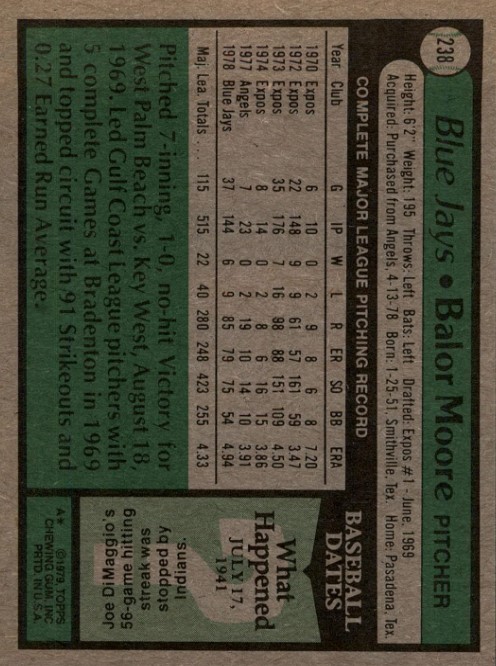 238
Blue Jays • Balor Moore PITCHER
Height: 6'2" Weight: 195 Throws: Left Bats: Left Drafted: Expos #1 - June, 1969
Acquired: Purchased from Angels, 4-13-78 Born: 1-25-51, Smithville, Tex. Home: Pasadena, Tex.
COMPLETE MAJOR LEAGUE PITCHING RECORD
Year Club G IP W L R ER SO BB ERA
1970 Expos 6 10 0 2 9 8 6 8 7.20
1972 Expos 22 148 9 9 61 57 161 59 3.47
1973 Expos 35 176 7 16 98 88 151 109 4.50
1974 Expos 8 14 0 2 8 6 16 15 3.86
1977 Angels 7 23 0 2 19 10 14 10 3.91
1978 Blue Jays 37 144 6 9 85 79 75 54 4.94
Maj. Lea. Totals ... 115 515 22 40 280 248 423 255 4.33
Pitched 7-inning, 1-0, no-hit Victory for
West Palm Beach vs. Key West, August 8,
1969. Led Gulf Coast League pitchers with
5 complete Games at Bradenton in 1969
and topped circuit with 91 Strikeouts and
0.27 Earned Run Average.
BASEBALL
DATES
What
Happened
JULY 17,
1941
Joe DiMaggio's
56-game hitting
streak was
stopped by
Indians.
A* ©1979, TOPPS
CHEWING GUM, INC.
PRTD. IN U.S.A.